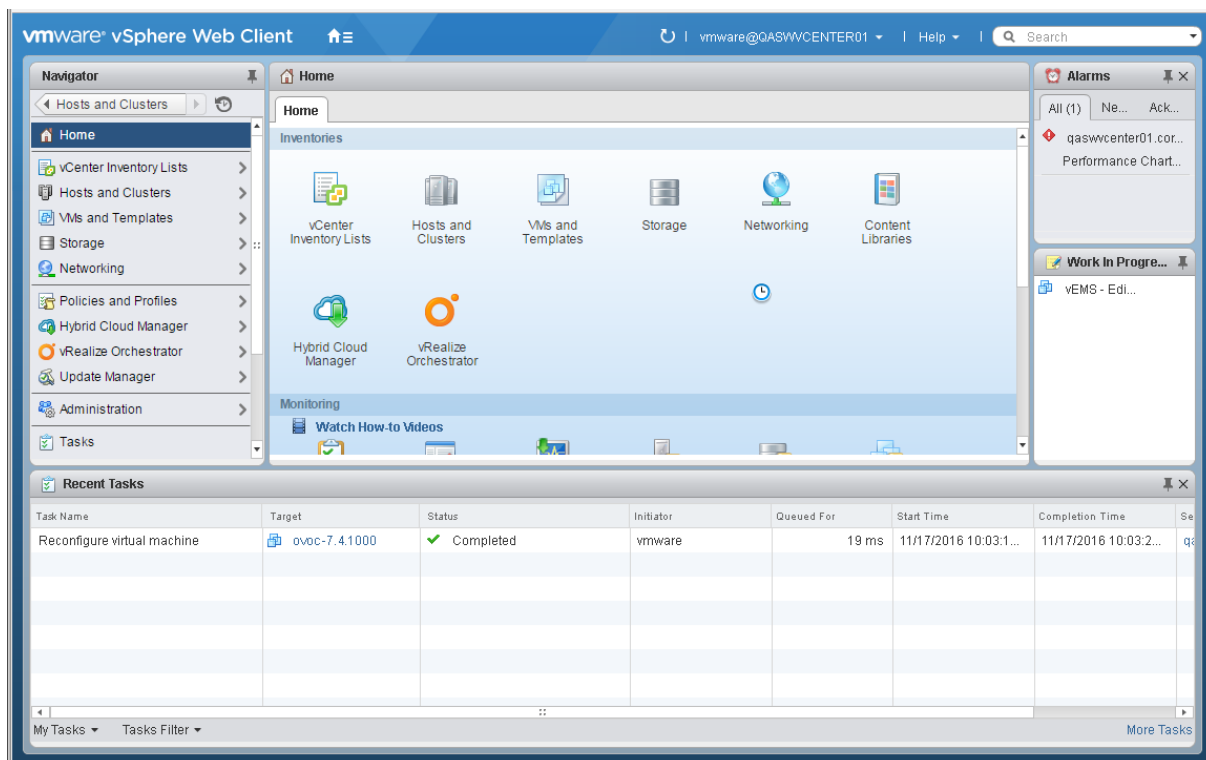 vmware® vSphere Web Client
vmware@QASWVCENTER01
Help
Search
Navigator
Hosts and Clusters
Home
vCenter Inventory Lists
Hosts and Clusters
VMs and Templates
Storage
Networking
Policies and Profiles
Hybrid Cloud Manager
vRealize Orchestrator
Update Manager
Administration
Tasks
Home
Home
Inventories
vCenter
Inventory Lists
Hosts and
Clusters
VMs and
Templates
Storage
Networking
Content
Libraries
Hybrid Cloud
Manager
vRealize
Orchestrator
Monitoring
Watch How-to Videos
Alarms
All (1) Ne... Ack...
qaswvcenter01.cor...
Performance Chart...
Work In Progre...
vEMS - Edi...
Recent Tasks
Task Name Target Status Initiator Queued For Start Time Completion Time Se
Reconfigure virtual machine ovoc-7.4.1000 Completed vmware 19 ms 11/17/2016 10:03:1... 11/17/2016 10:03:2...
My Tasks Tasks Filter More Tasks